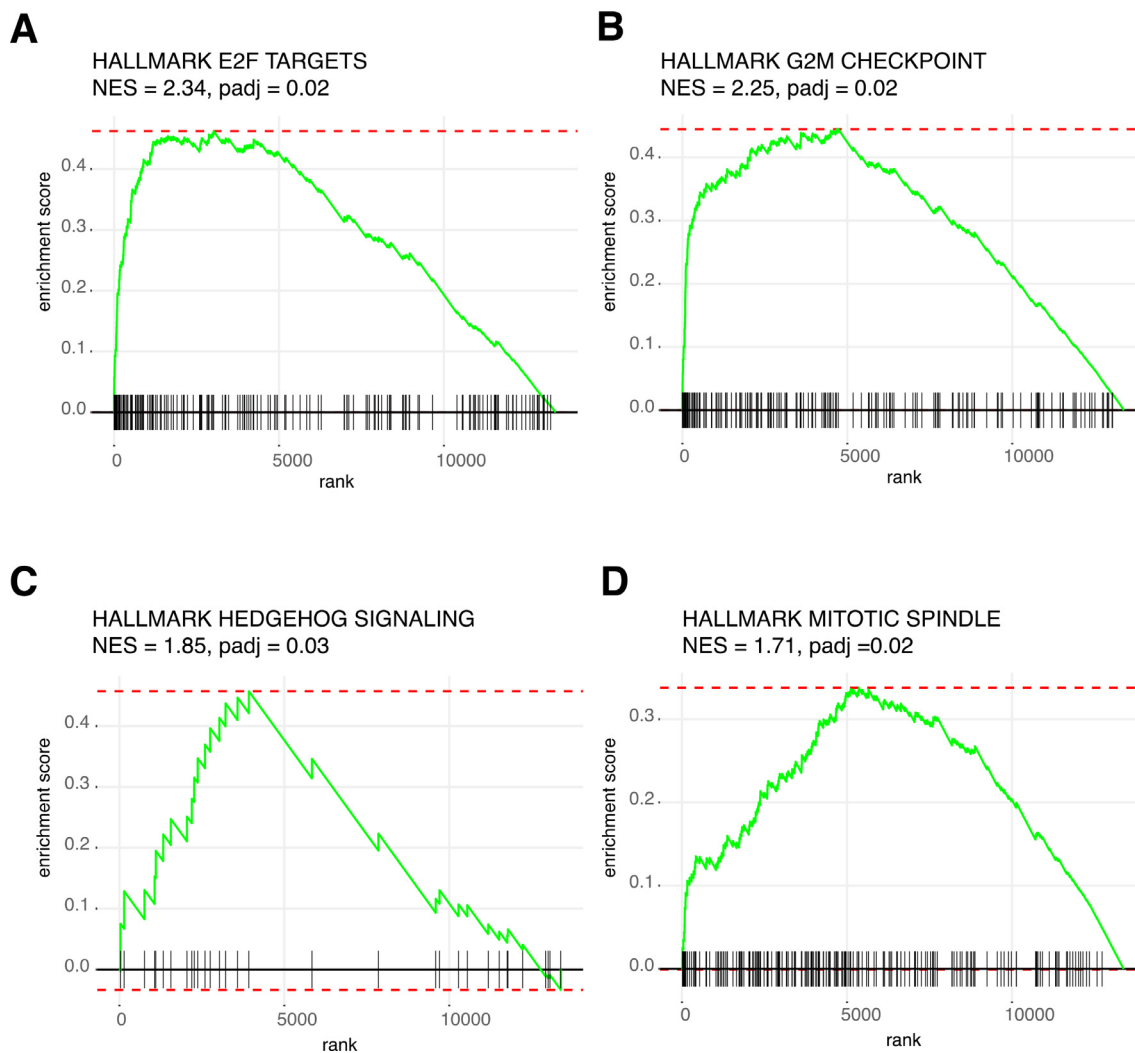 A
HALLMARK E2F TARGETS
NES = 2.34, padj = 0.02
enrichment score
0.4
0.3
0.2
0.1
0.0
0 5000 10000
rank
B
HALLMARK G2M CHECKPOINT
NES = 2.25, padj = 0.02
enrichment score
0.4
0.3
0.2
0.1
0.0
0 5000 10000
rank
C
HALLMARK HEDGEHOG SIGNALING
NES = 1.85, padj = 0.03
enrichment score
0.4
0.3
0.2
0.1
0.0
0 5000 10000
rank
D
HALLMARK MITOTIC SPINDLE
NES = 1.71, padj =0.02
enrichment score
0.3
0.2
0.1
0.0
0 5000 10000
rank